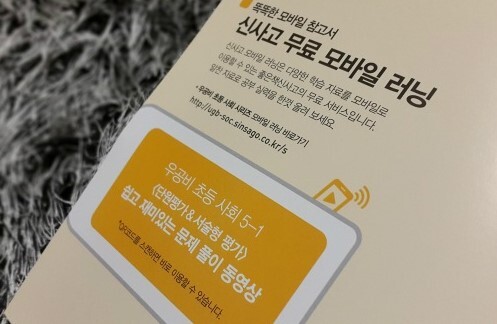 똑똑한 모바일 참고서
신사고 무료 모바일 러닝
신사고 모바일 러닝은 다양한 학습 자료를 모바일로
이용할 수 있는 좋은책신사고의 무료 서비스입니다.
알찬 자료로 공부 실력을 한껏 올려 보세요.
* 우공비 초등 사회 시리즈 모바일 러닝 바로가기
http://ugb-soc.sinsago.co.kr/s
우공비 초등 사회 5-1
<단원평가 & 서술형 평가>
쉽고 재미있는 문제 풀이 동영상
*QR코드를 스캔하면 바로 이용할 수 있습니다.